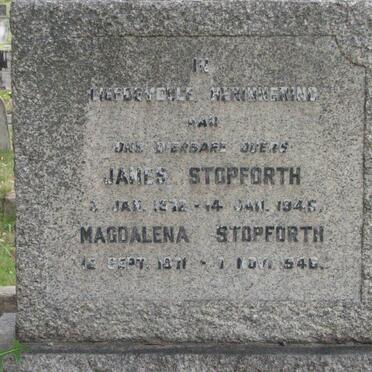 IN
LIEFDEVOLLE HERINNERING
AAN
ONS DIERBARE OUERS
JAMES STOPFORTH
JAN. 1872 - 14 JAN. 1946.
MAGDALENA STOPFORTH
12 SEPT. 1871 - NOV. 1946.